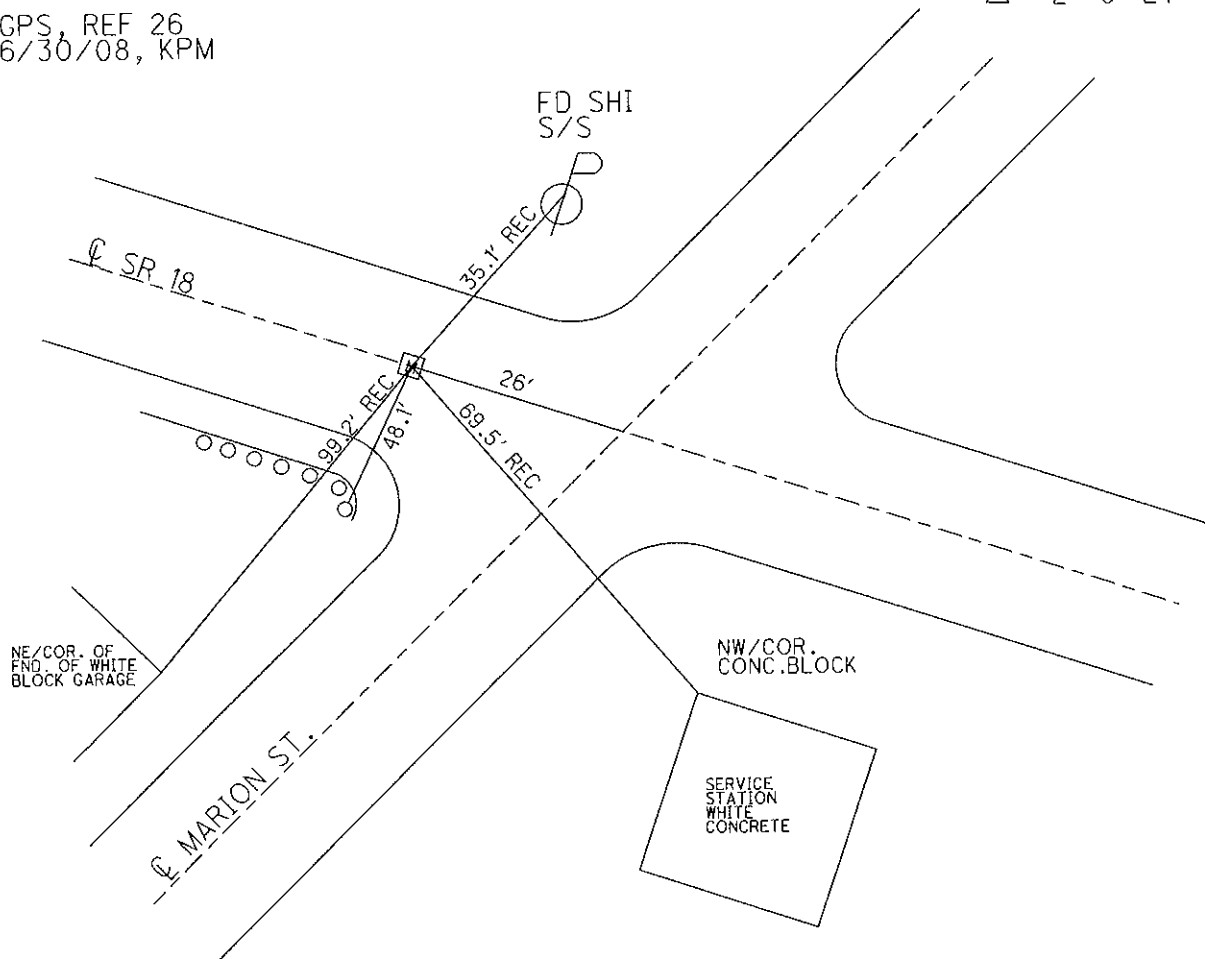 GPS, REF 26
6/30/08, KPM
FD SHI
S/S
35.1' REC
℄ SR 18
26'
99.2' REC
48.1'
69.5' REC
NE/COR. OF
FND. OF WHITE
BLOCK GARAGE
NW/COR.
CONC.BLOCK
℄ MARION ST.
SERVICE
STATION
WHITE
CONCRETE